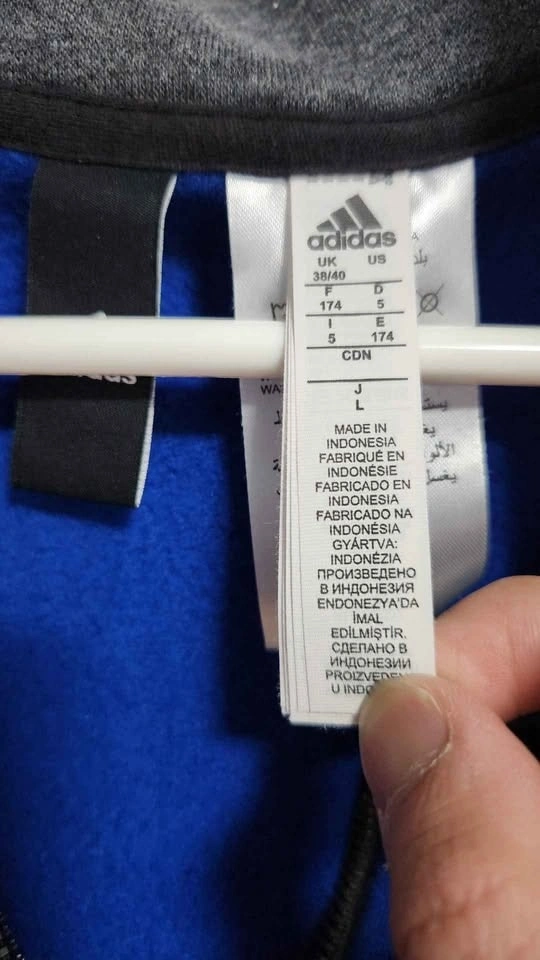 adidas
UK US
38/40
F D
174 5
I E
5 174
CDN
J
L
MADE IN
INDONESIA
FABRIQUÉ EN
INDONÉSIE
FABRICADO EN
INDONESIA
FABRICADO NA
INDONÉSIA
GYÁRTVA:
INDONÉZIA
ПРОИЗВЕДЕНО
В ИНДОНЕЗИЯ
ENDONEZYA'DA
İMAL
EDİLMİŞTİR.
СДЕЛАНО В
ИНДОНЕЗИИ
PROIZVEDENO
U